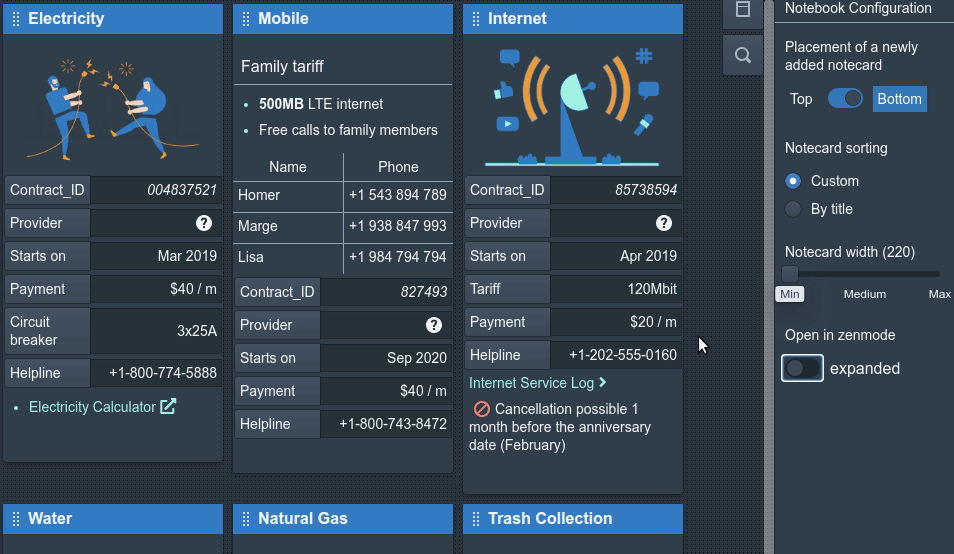 Electricity
Contract_ID 004837521
Provider ?
Starts on Mar 2019
Payment $40 / m
Circuit
breaker 3x25A
Helpline +1-800-774-5888
• Electricity Calculator
Mobile
Family tariff
• 500MB LTE internet
• Free calls to family members
Name Phone
Homer +1 543 894 789
Marge +1 938 847 993
Lisa +1 984 794 794
Contract_ID 827493
Provider ?
Starts on Sep 2020
Payment $40 / m
Helpline +1-800-743-8472
Internet
Contract_ID 85738594
Provider ?
Starts on Apr 2019
Tariff 120Mbit
Payment $20 / m
Helpline +1-202-555-0160
Internet Service Log
Cancellation possible 1
month before the anniversary
date (February)
Water
Natural Gas
Trash Collection
Notebook Configuration
Placement of a newly
added notecard
Top Bottom
Notecard sorting
Custom
By title
Notecard width (220)
Min Medium Max
Open in zenmode
expanded